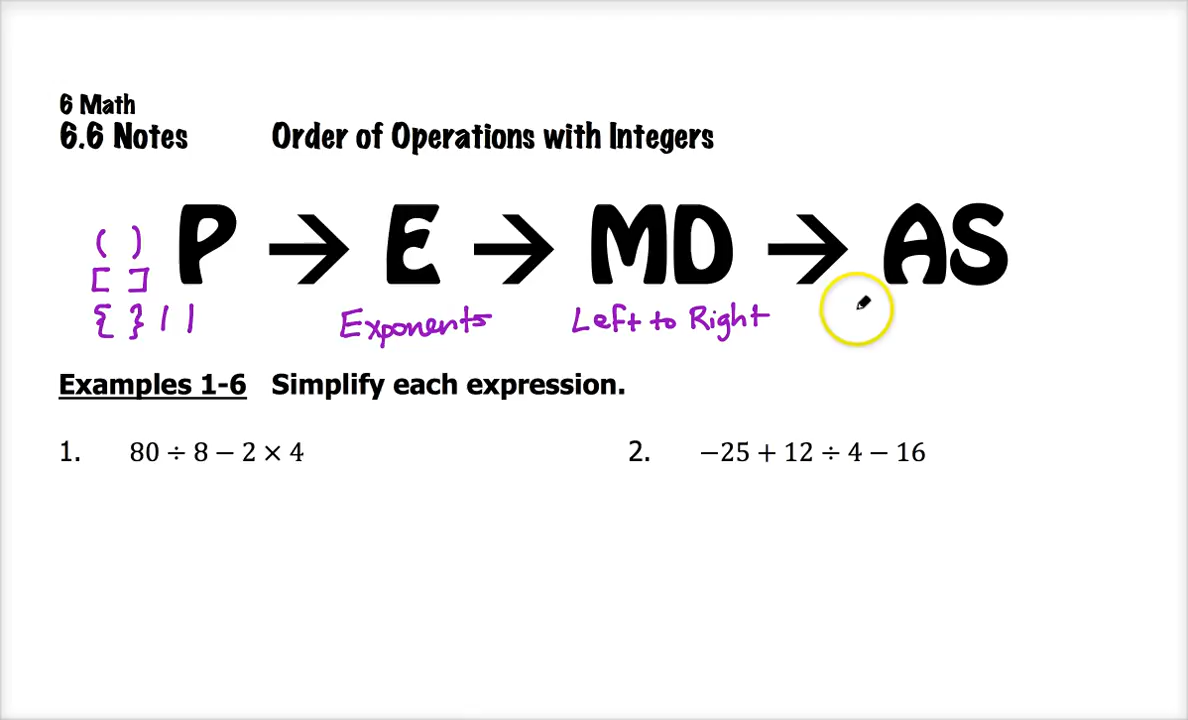 6 Math
6.6 Notes Order of Operations with Integers
P → E → MD → AS
( )
[ ]
{ } | | Exponents Left to Right
Examples 1-6 Simplify each expression.
1. 80 ÷ 8 − 2 × 4 2. −25 + 12 ÷ 4 − 16